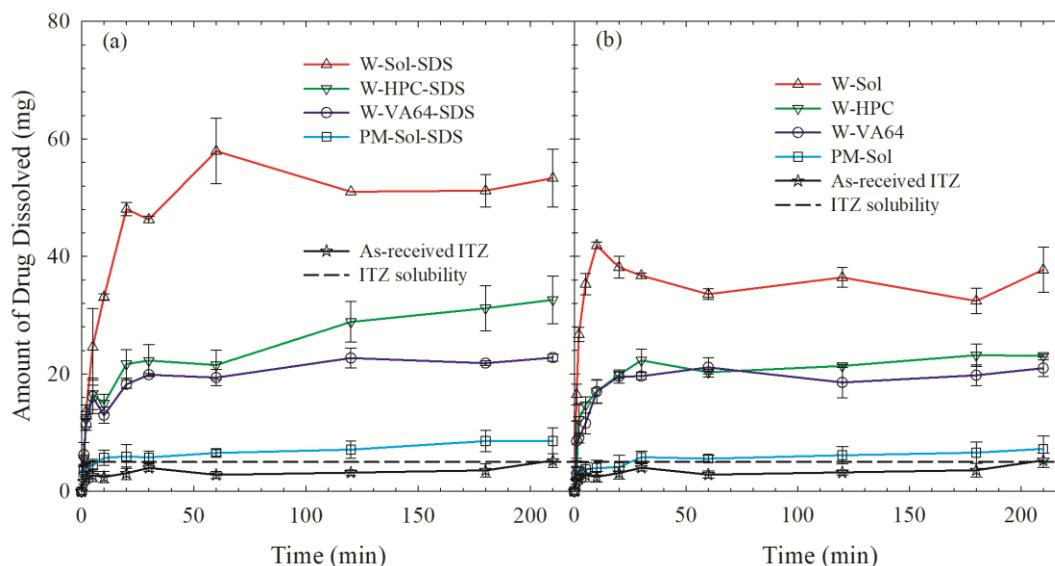 Amount of Drug Dissolved (mg)
80
60
40
20
0
(a)
W-Sol-SDS
W-HPC-SDS
W-VA64-SDS
PM-Sol-SDS
As-received ITZ
ITZ solubility
0 50 100 150 200
Time (min)
(b)
W-Sol
W-HPC
W-VA64
PM-Sol
As-received ITZ
ITZ solubility
0 50 100 150 200
Time (min)